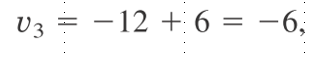 v₃ = −12 + 6 = −6,